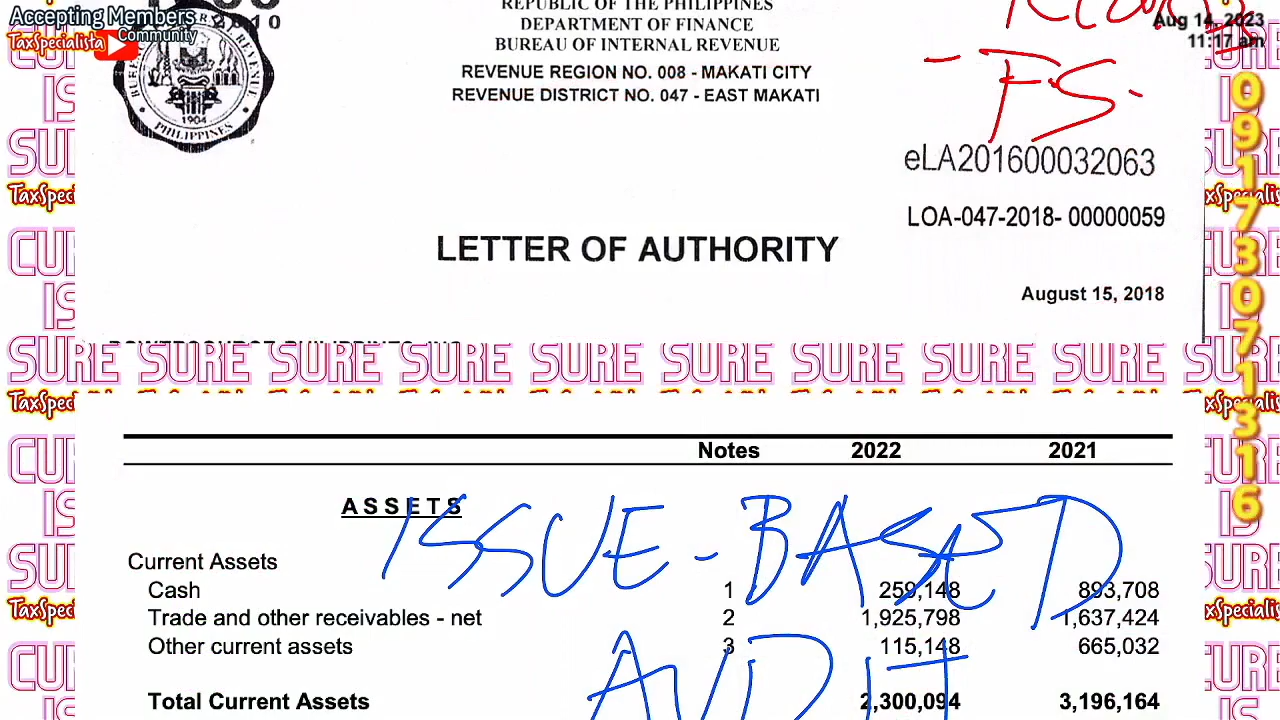 Accepting Members
Community
TaxSpecialista
2010
REPUBLIC OF THE PHILIPPINES
DEPARTMENT OF FINANCE
BUREAU OF INTERNAL REVENUE
REVENUE REGION NO. 008 - MAKATI CITY
REVENUE DISTRICT NO. 047 - EAST MAKATI
1904
PHILIPPINES
Aug 14, 2023
11:17 am
- FS -
eLA201600032063
LOA-047-2018- 00000059
LETTER OF AUTHORITY
August 15, 2018
SURE SURE SURE SURE SURE SURE SURE SURE SURE SURE
09173071316
Notes 2022 2021
ASSETS
ISSUE-BASED
AUDIT
Current Assets
Cash 1 259,148 893,708
Trade and other receivables - net 2 1,925,798 1,637,424
Other current assets 3 115,148 665,032
Total Current Assets 2,300,094 3,196,164